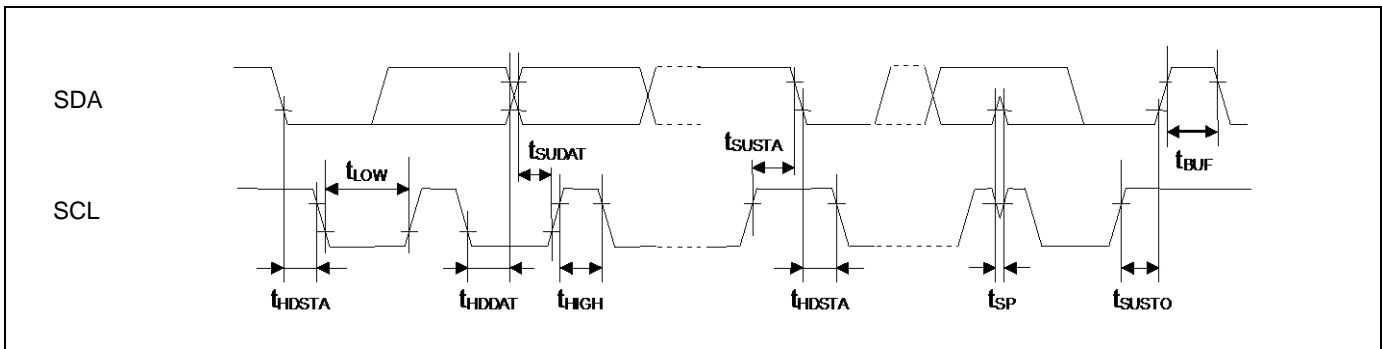 SDA
tSUDAT
tSUSTA
tBUF
tLOW
SCL
tHDSTA
tHDDAT
tHIGH
tHDSTA
tSP
tSUSTO